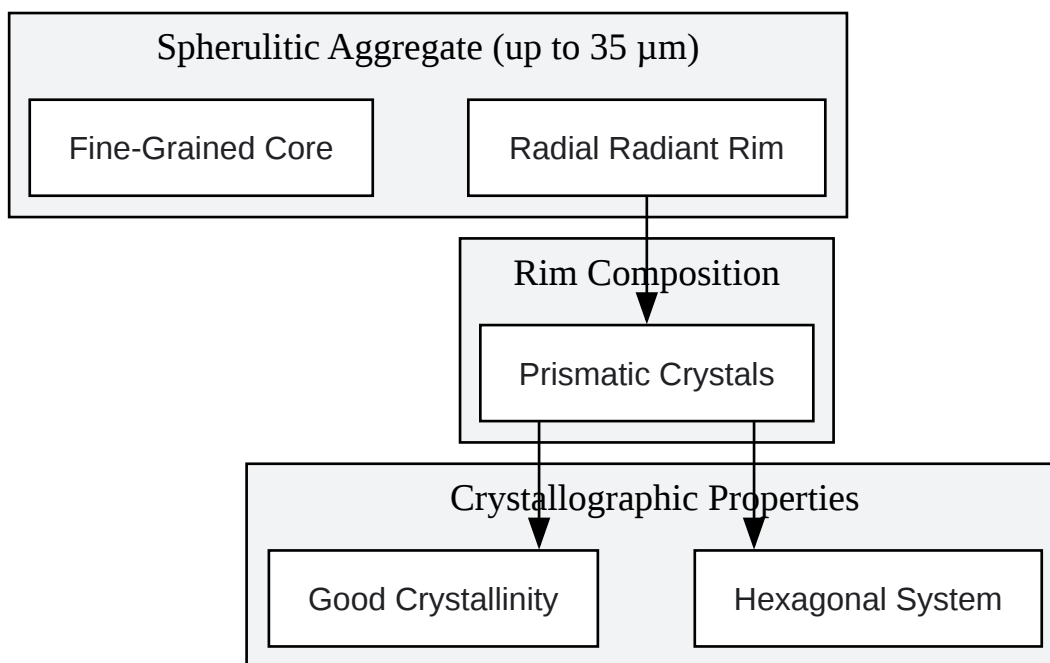 Spherulitic Aggregate (up to 35 µm)
Fine-Grained Core
Radial Radiant Rim
Rim Composition
Prismatic Crystals
Crystallographic Properties
Good Crystallinity
Hexagonal System